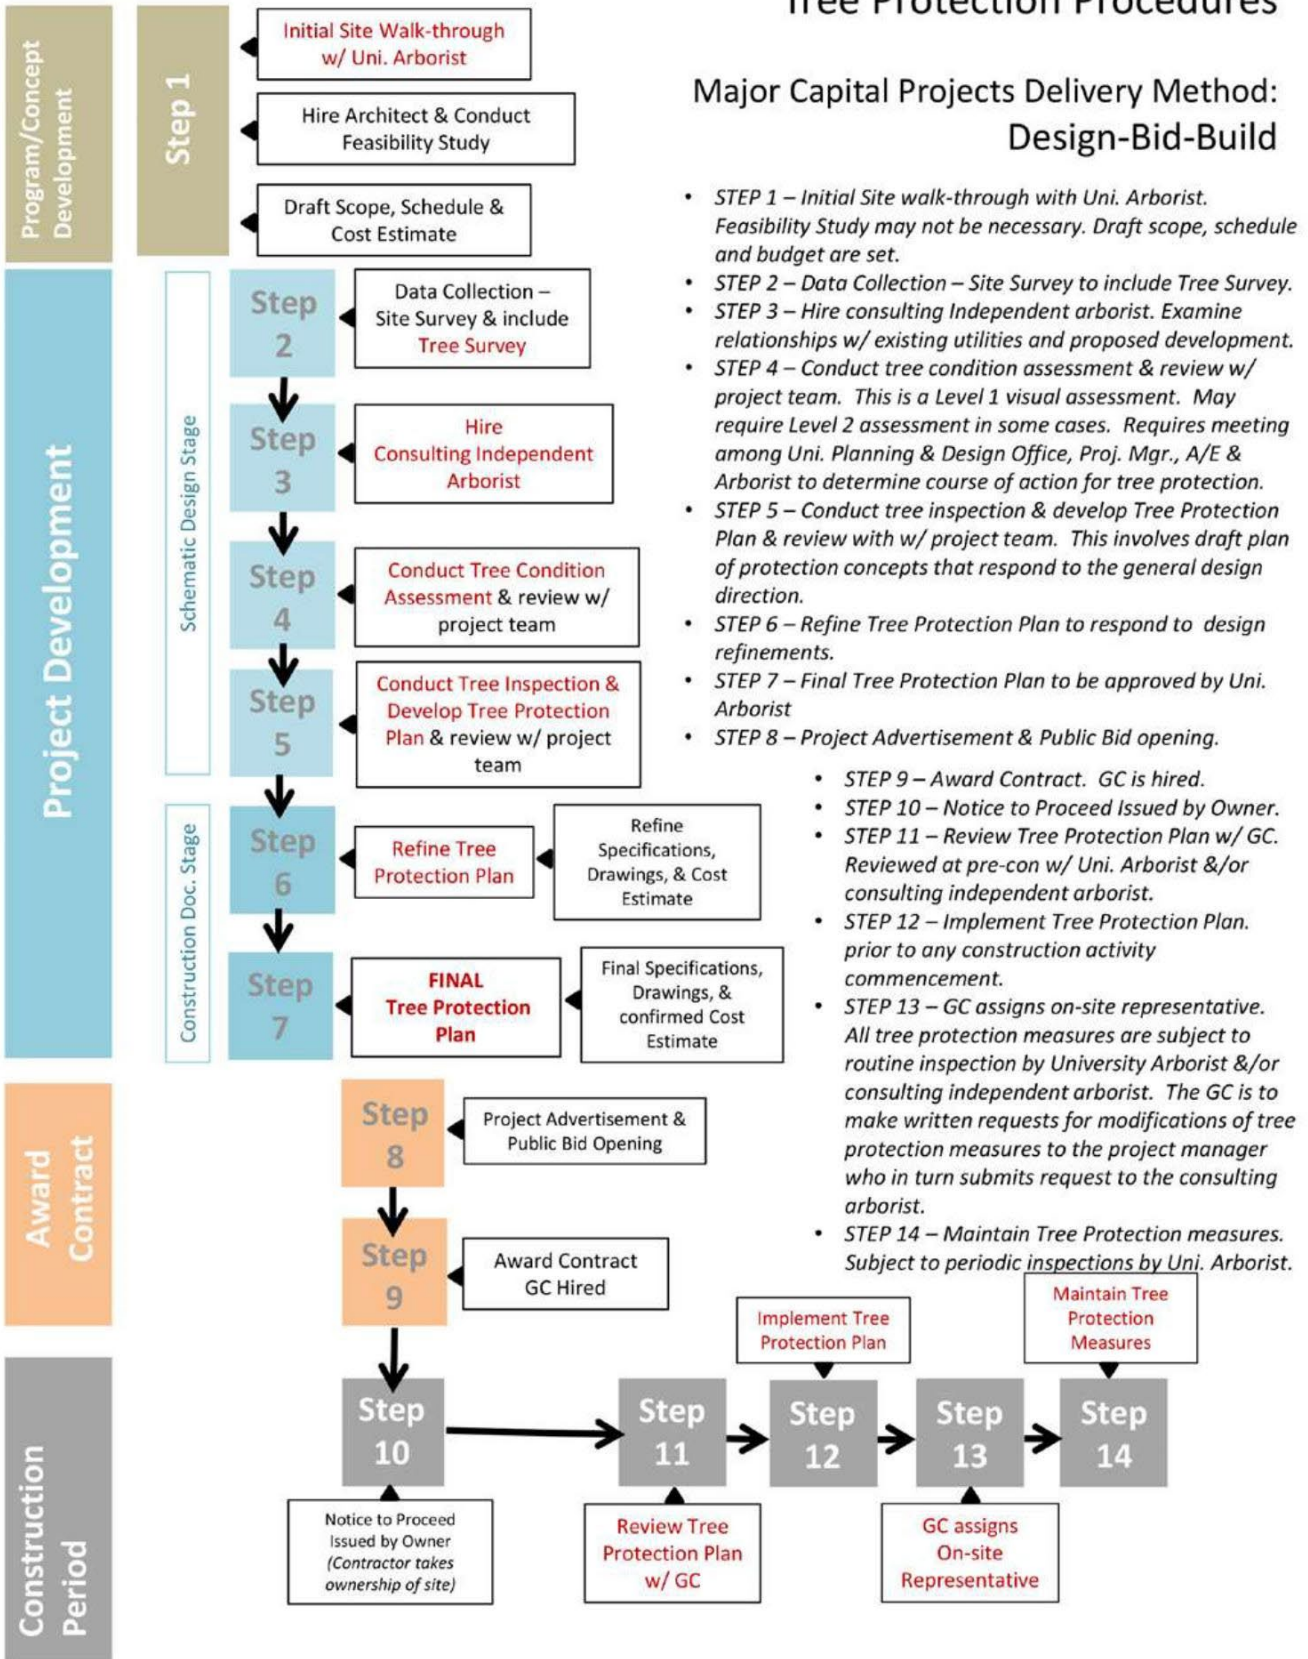 Tree Protection Procedures
Major Capital Projects Delivery Method:
Design-Bid-Build
Program/Concept
Development
Step 1
Initial Site Walk-through
w/ Uni. Arborist
Hire Architect & Conduct
Feasibility Study
Draft Scope, Schedule &
Cost Estimate
Project Development
Schematic Design Stage
Step
2
Data Collection –
Site Survey & include
Tree Survey
Step
3
Hire
Consulting Independent
Arborist
Step
4
Conduct Tree Condition
Assessment & review w/
project team
Step
5
Conduct Tree Inspection &
Develop Tree Protection
Plan & review w/ project
team
Construction Doc. Stage
Step
6
Refine Tree
Protection Plan
Refine
Specifications,
Drawings, & Cost
Estimate
Step
7
FINAL
Tree Protection
Plan
Final Specifications,
Drawings, &
confirmed Cost
Estimate
Award
Contract
Step
8
Project Advertisement &
Public Bid Opening
Step
9
Award Contract
GC Hired
• STEP 1 – Initial Site walk-through with Uni. Arborist.
Feasibility Study may not be necessary. Draft scope, schedule
and budget are set.
• STEP 2 – Data Collection – Site Survey to include Tree Survey.
• STEP 3 – Hire consulting Independent arborist. Examine
relationships w/ existing utilities and proposed development.
• STEP 4 – Conduct tree condition assessment & review w/
project team. This is a Level 1 visual assessment. May
require Level 2 assessment in some cases. Requires meeting
among Uni. Planning & Design Office, Proj. Mgr., A/E &
Arborist to determine course of action for tree protection.
• STEP 5 – Conduct tree inspection & develop Tree Protection
Plan & review with w/ project team. This involves draft plan
of protection concepts that respond to the general design
direction.
• STEP 6 – Refine Tree Protection Plan to respond to design
refinements.
• STEP 7 – Final Tree Protection Plan to be approved by Uni.
Arborist
• STEP 8 – Project Advertisement & Public Bid opening.
• STEP 9 – Award Contract. GC is hired.
• STEP 10 – Notice to Proceed Issued by Owner.
• STEP 11 – Review Tree Protection Plan w/ GC.
Reviewed at pre-con w/ Uni. Arborist &/or
consulting independent arborist.
• STEP 12 – Implement Tree Protection Plan.
prior to any construction activity
commencement.
• STEP 13 – GC assigns on-site representative.
All tree protection measures are subject to
routine inspection by University Arborist &/or
consulting independent arborist. The GC is to
make written requests for modifications of tree
protection measures to the project manager
who in turn submits request to the consulting
arborist.
• STEP 14 – Maintain Tree Protection measures.
Subject to periodic inspections by Uni. Arborist.
Construction
Period
Step
10
Notice to Proceed
Issued by Owner
(Contractor takes
ownership of site)
Step
11
Review Tree
Protection Plan
w/ GC
Implement Tree
Protection Plan
Step
12
Step
13
GC assigns
On-site
Representative
Maintain Tree
Protection
Measures
Step
14